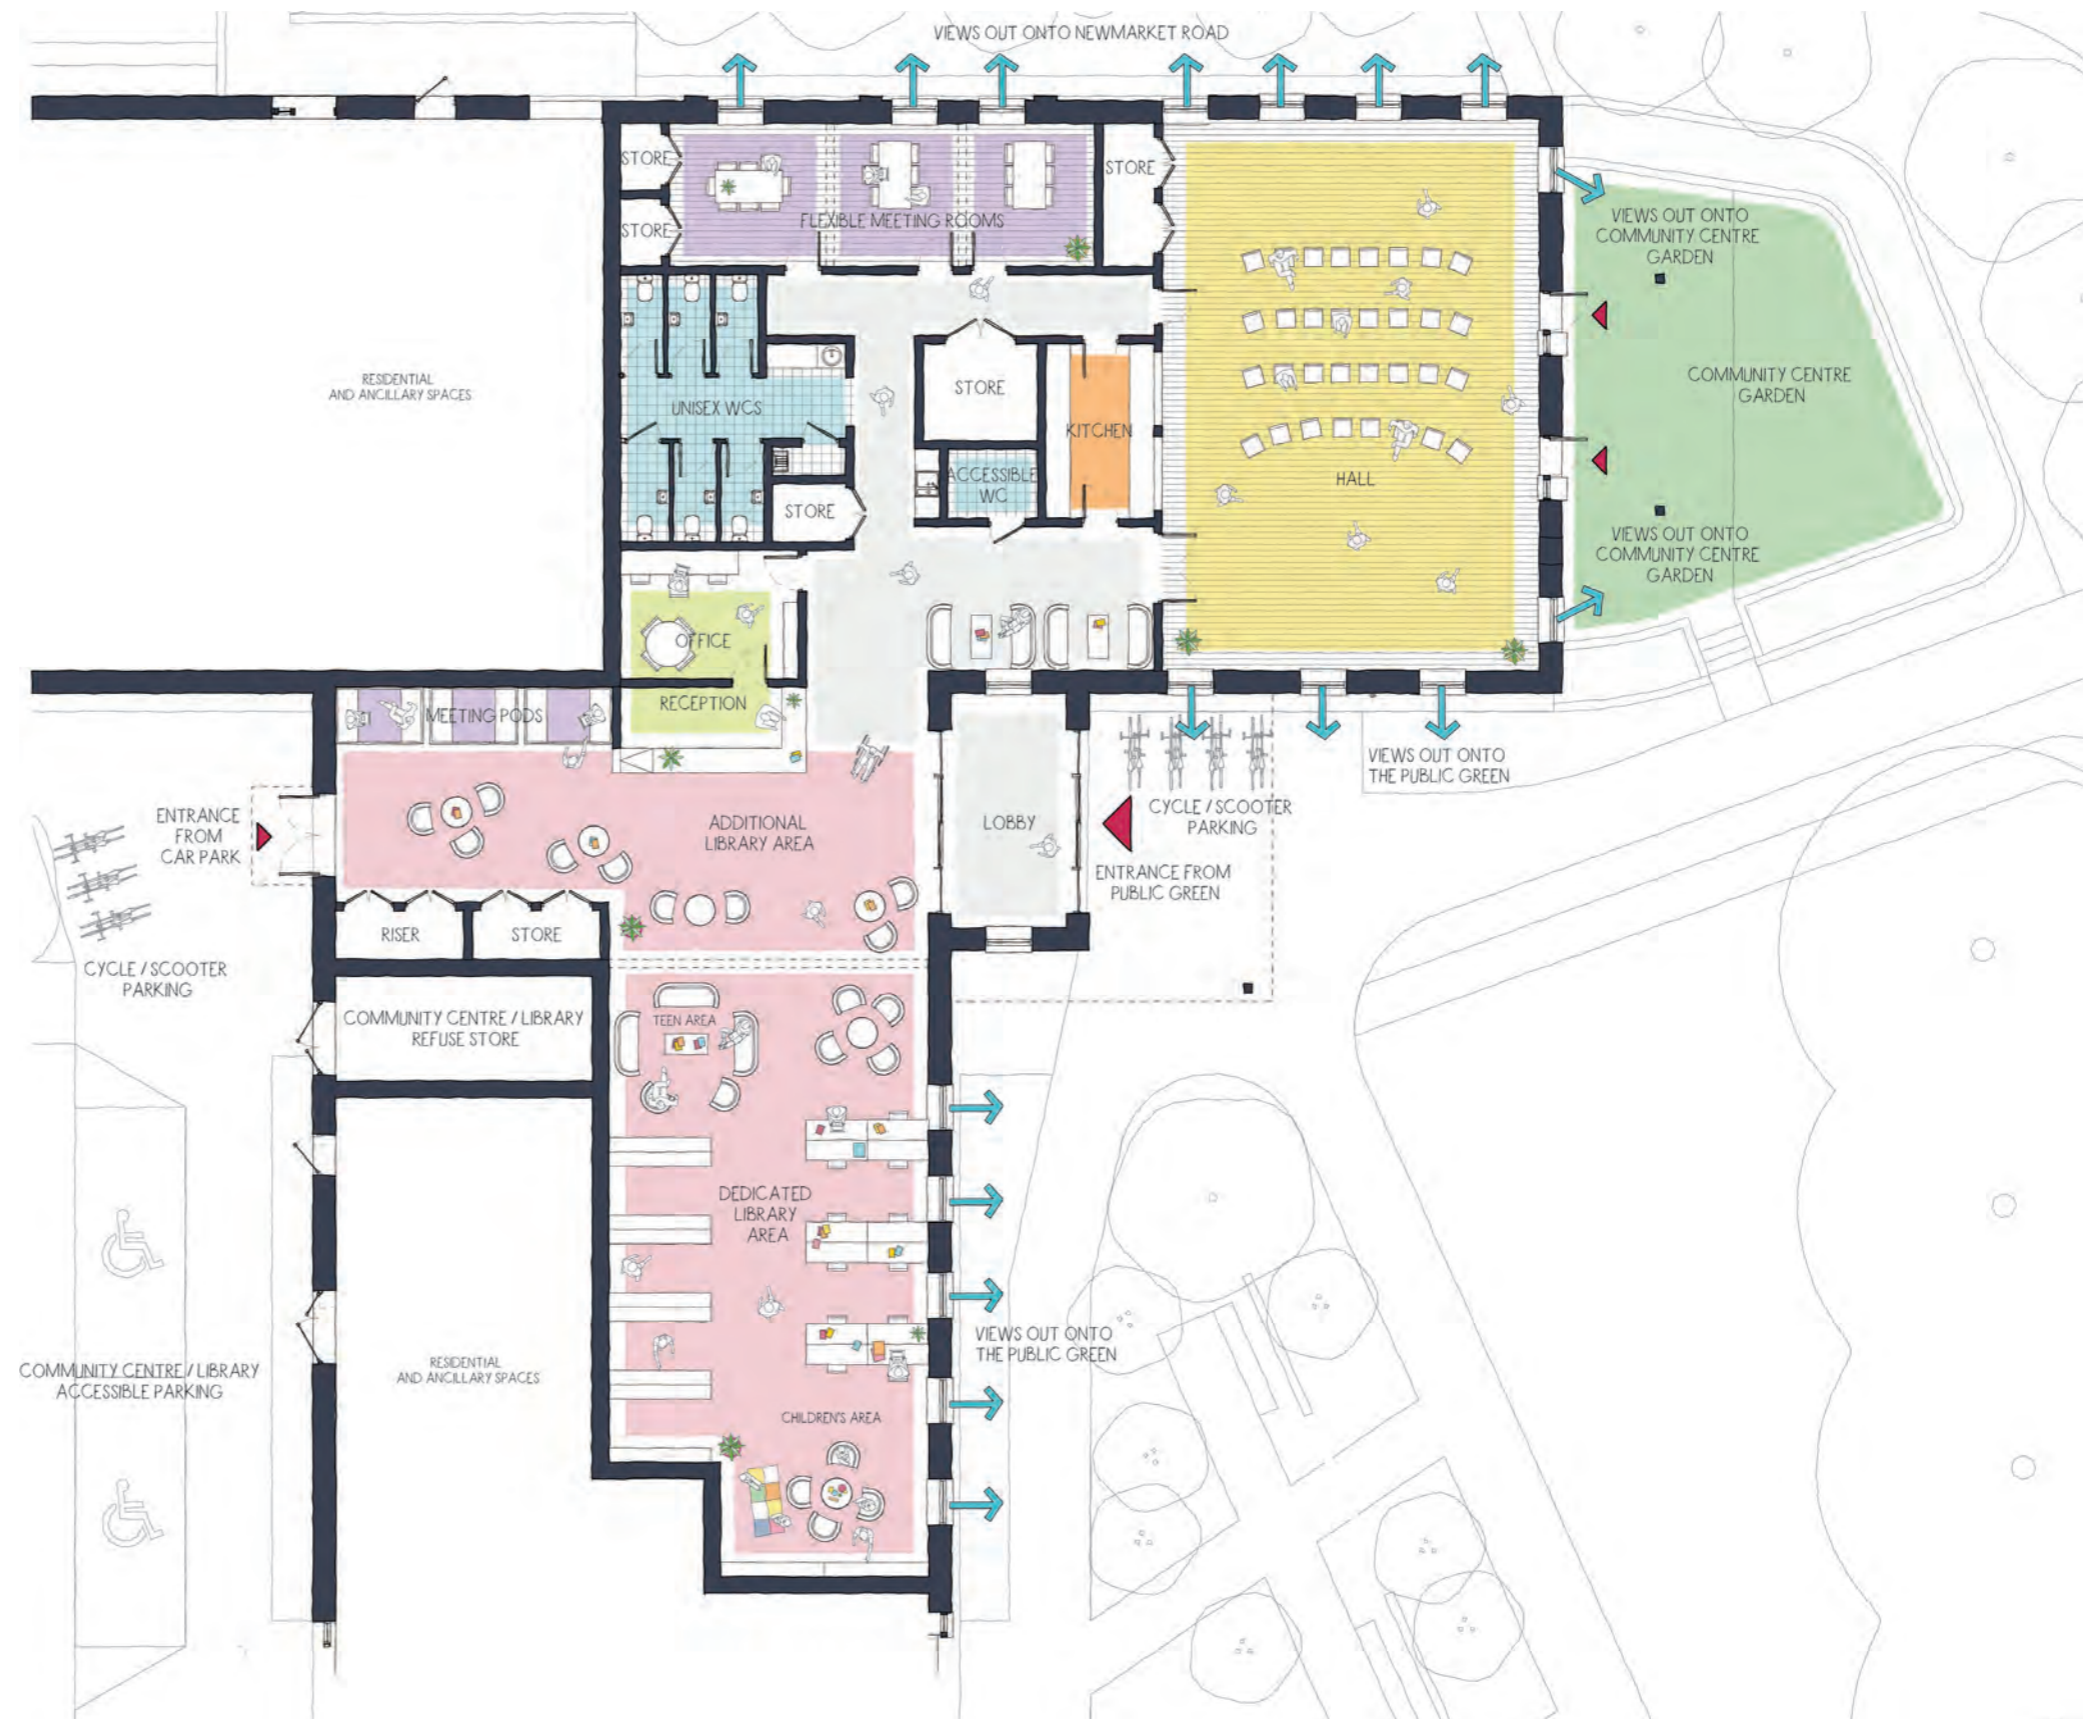 VIEWS OUT ONTO NEWMARKET ROAD
STORE
STORE
FLEXIBLE MEETING ROOMS
STORE
VIEWS OUT ONTO
COMMUNITY CENTRE
GARDEN
RESIDENTIAL
AND ANCILLARY SPACES
UNISEX WCS
STORE
KITCHEN
COMMUNITY CENTRE
GARDEN
ACCESSIBLE
WC
HALL
STORE
VIEWS OUT ONTO
COMMUNITY CENTRE
GARDEN
OFFICE
RECEPTION
MEETING PODS
VIEWS OUT ONTO
THE PUBLIC GREEN
ENTRANCE
FROM
CAR PARK
ADDITIONAL
LIBRARY AREA
LOBBY
CYCLE / SCOOTER
PARKING
ENTRANCE FROM
PUBLIC GREEN
RISER
STORE
CYCLE / SCOOTER
PARKING
COMMUNITY CENTRE / LIBRARY
REFUSE STORE
TEEN AREA
DEDICATED
LIBRARY
AREA
VIEWS OUT ONTO
THE PUBLIC GREEN
COMMUNITY CENTRE / LIBRARY
ACCESSIBLE PARKING
RESIDENTIAL
AND ANCILLARY SPACES
CHILDREN'S AREA